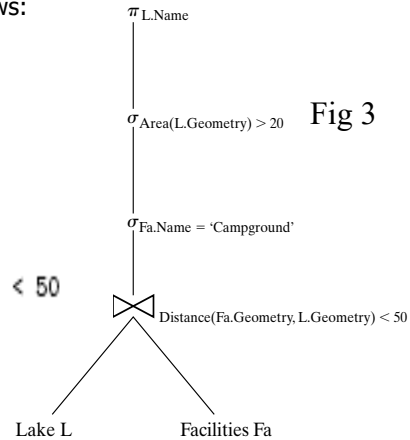 ws:
π L.Name
σ Area(L.Geometry) > 20
Fig 3
σ Fa.Name = ‘Campground’
< 50
Distance(Fa.Geometry, L.Geometry) < 50
Lake L Facilities Fa